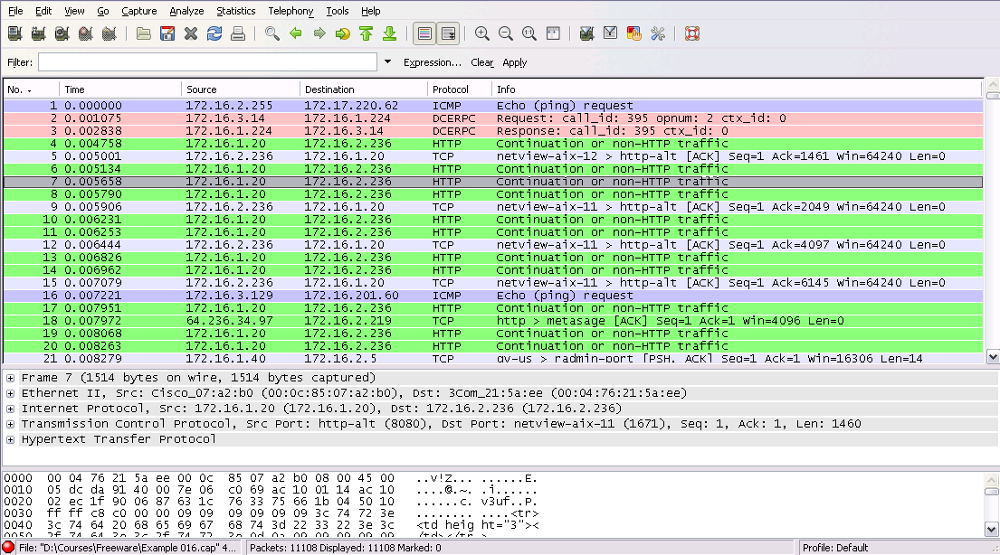 File Edit View Go Capture Analyze Statistics Telephony Tools Help
Filter: Expression... Clear Apply
No. Time Source Destination Protocol Info
1 0.000000 172.16.2.255 172.17.220.62 ICMP Echo (ping) request
2 0.001075 172.16.3.14 172.16.1.224 DCERPC Request: call_id: 395 opnum: 2 ctx_id: 0
3 0.002838 172.16.1.224 172.16.3.14 DCERPC Response: call_id: 395 ctx_id: 0
4 0.004758 172.16.1.20 172.16.2.236 HTTP Continuation or non-HTTP traffic
5 0.005001 172.16.2.236 172.16.1.20 TCP netview-aix-12 > http-alt [ACK] Seq=1 Ack=1461 Win=64240 Len=0
6 0.005134 172.16.1.20 172.16.2.236 HTTP Continuation or non-HTTP traffic
7 0.005658 172.16.1.20 172.16.2.236 HTTP Continuation or non-HTTP traffic
8 0.005790 172.16.1.20 172.16.2.236 HTTP Continuation or non-HTTP traffic
9 0.005906 172.16.2.236 172.16.1.20 TCP netview-aix-11 > http-alt [ACK] Seq=1 Ack=2049 Win=64240 Len=0
10 0.006231 172.16.1.20 172.16.2.236 HTTP Continuation or non-HTTP traffic
11 0.006253 172.16.1.20 172.16.2.236 HTTP Continuation or non-HTTP traffic
12 0.006444 172.16.2.236 172.16.1.20 TCP netview-aix-11 > http-alt [ACK] Seq=1 Ack=4097 Win=64240 Len=0
13 0.006826 172.16.1.20 172.16.2.236 HTTP Continuation or non-HTTP traffic
14 0.006962 172.16.1.20 172.16.2.236 HTTP Continuation or non-HTTP traffic
15 0.007079 172.16.2.236 172.16.1.20 TCP netview-aix-11 > http-alt [ACK] Seq=1 Ack=6145 Win=64240 Len=0
16 0.007221 172.16.3.129 172.16.201.60 ICMP Echo (ping) request
17 0.007951 172.16.1.20 172.16.2.236 HTTP Continuation or non-HTTP traffic
18 0.007972 64.236.34.97 172.16.2.219 TCP http > metasage [ACK] Seq=1 Ack=1 Win=4096 Len=0
19 0.008068 172.16.1.20 172.16.2.236 HTTP Continuation or non-HTTP traffic
20 0.008263 172.16.1.20 172.16.2.236 HTTP Continuation or non-HTTP traffic
21 0.008279 172.16.1.40 172.16.2.5 TCP gv-us > radmin-port [PSH, ACK] Seq=1 Ack=1 Win=16306 Len=14
Frame 7 (1514 bytes on wire, 1514 bytes captured)
Ethernet II, Src: Cisco_07:a2:b0 (00:0c:85:07:a2:b0), Dst: 3Com_21:5a:ee (00:04:76:21:5a:ee)
Internet Protocol, Src: 172.16.1.20 (172.16.1.20), Dst: 172.16.2.236 (172.16.2.236)
Transmission Control Protocol, Src Port: http-alt (8080), Dst Port: netview-aix-11 (1671), Seq: 1, Ack: 1, Len: 1460
Hypertext Transfer Protocol
0000 00 04 76 21 5a ee 00 0c 85 07 a2 b0 08 00 45 00 ..v!Z... ......E.
0010 05 dc da 91 40 00 7e 06 c0 69 ac 10 01 14 ac 10 ....@.~. .i......
0020 02 ec 1f 90 06 87 63 1c 76 33 75 66 1b 04 50 10 ......c. v3uf..P.
0030 ff ff c8 c0 00 00 09 09 09 09 09 09 3c 74 72 3e ........ ....<tr>
0040 3c 74 64 20 68 65 69 67 68 74 3d 22 33 22 3e 3c <td heig ht="3"><
0050 2f 74 64 3e 3c 2f 74 72 3e 0d 0a 09 09 09 09 09 /td></tr >.......
File: "D:\Courses\Freeware\Example 016.cap" 4... Packets: 11108 Displayed: 11108 Marked: 0 Profile: Default